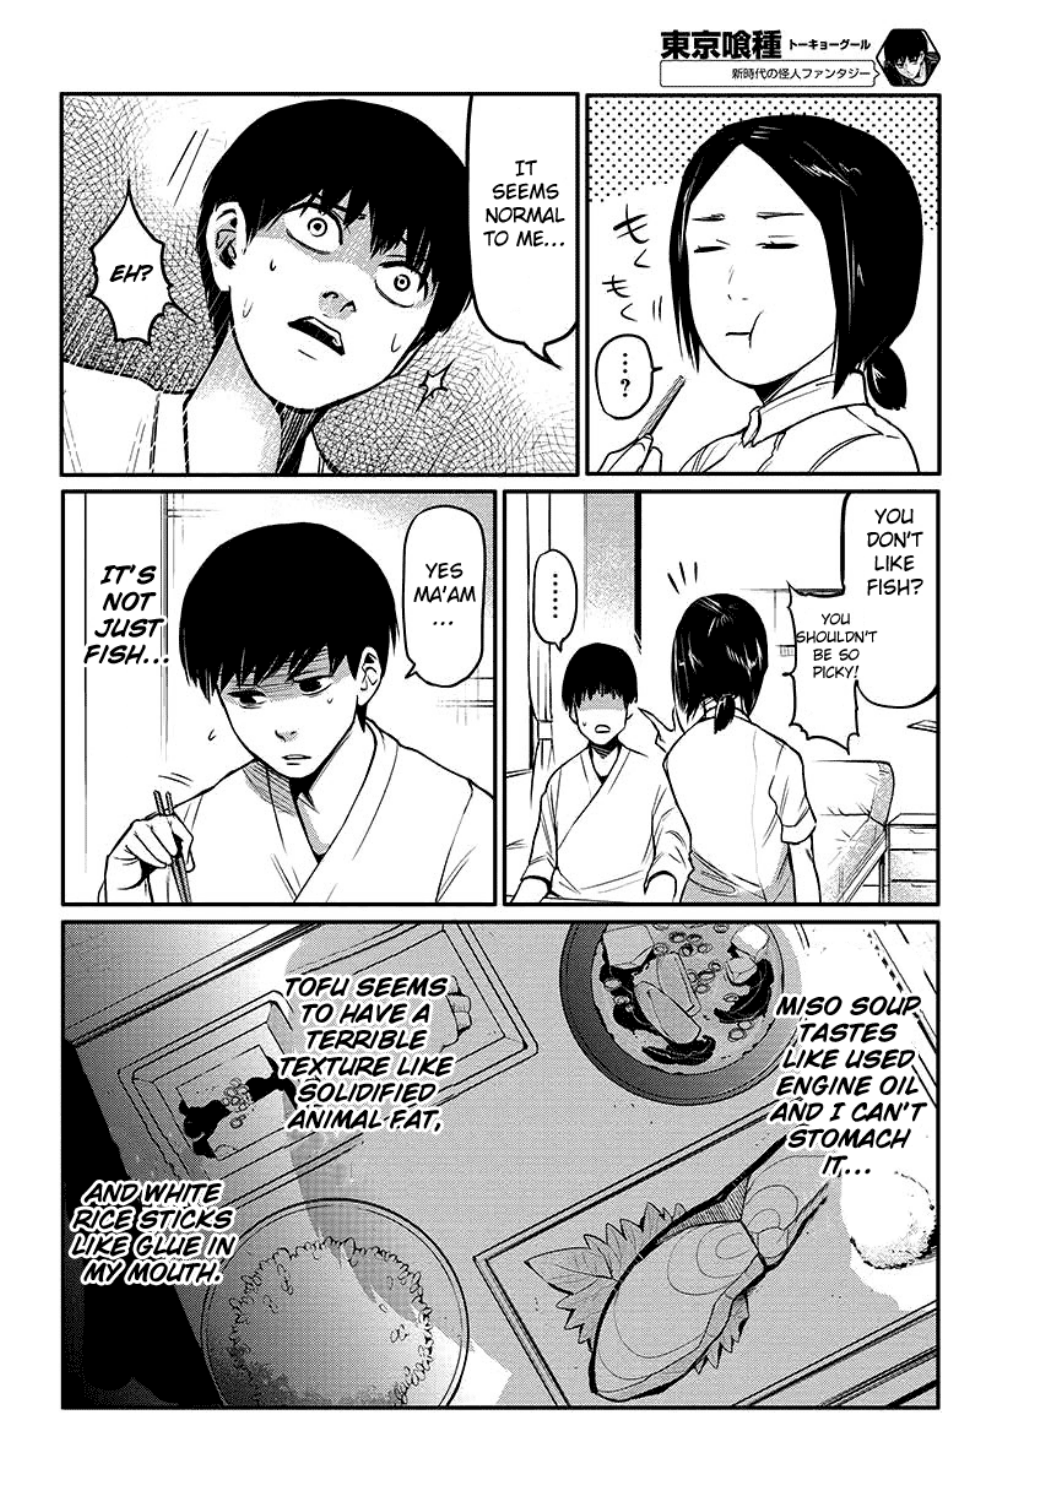 東京喰種 トーキョーグール
新時代の怪人ファンタジー
もぐ
もぐ
……?
IT
SEEMS
NORMAL
TO ME...
EH?
YOU
DON'T
LIKE
FISH?
YOU
SHOULDN'T
BE SO
PICKY!
……
YES
MA'AM
...
IT'S
NOT
JUST
FISH...
MISO SOUP
TASTES
LIKE USED
ENGINE OIL
AND I CAN'T
STOMACH
IT...
TOFU SEEMS
TO HAVE A
TERRIBLE
TEXTURE LIKE
SOLIDIFIED
ANIMAL FAT,
AND WHITE
RICE STICKS
LIKE GLUE IN
MY MOUTH.